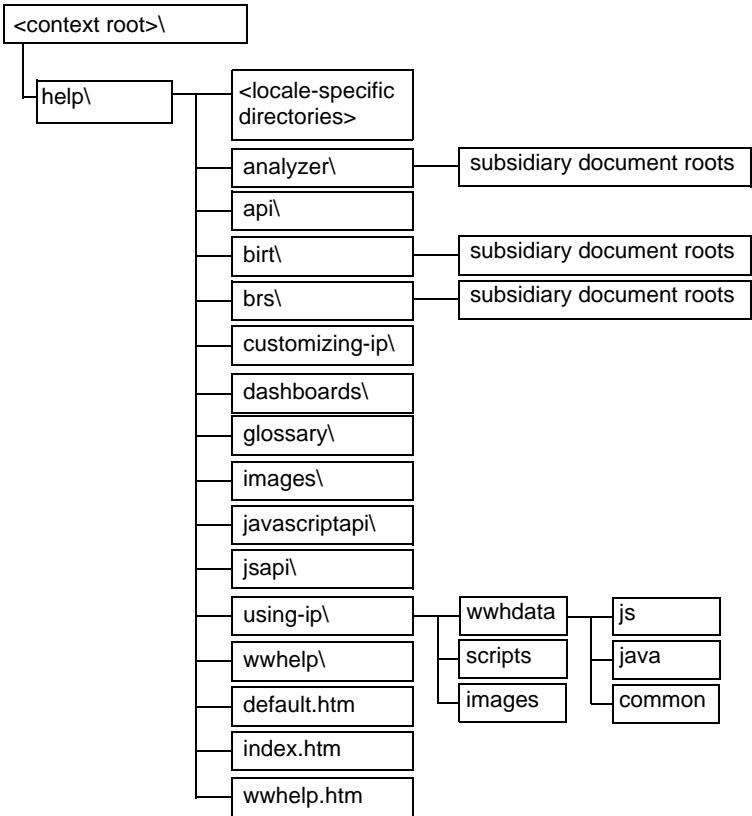 <context root>\
help\
<locale-specific
directories>
analyzer\
subsidiary document roots
api\
birt\
subsidiary document roots
brs\
subsidiary document roots
customizing-ip\
dashboards\
glossary\
images\
javascriptapi\
jsapi\
using-ip\
wwhdata
js
wwhelp\
scripts
java
default.htm
images
common
index.htm
wwhelp.htm